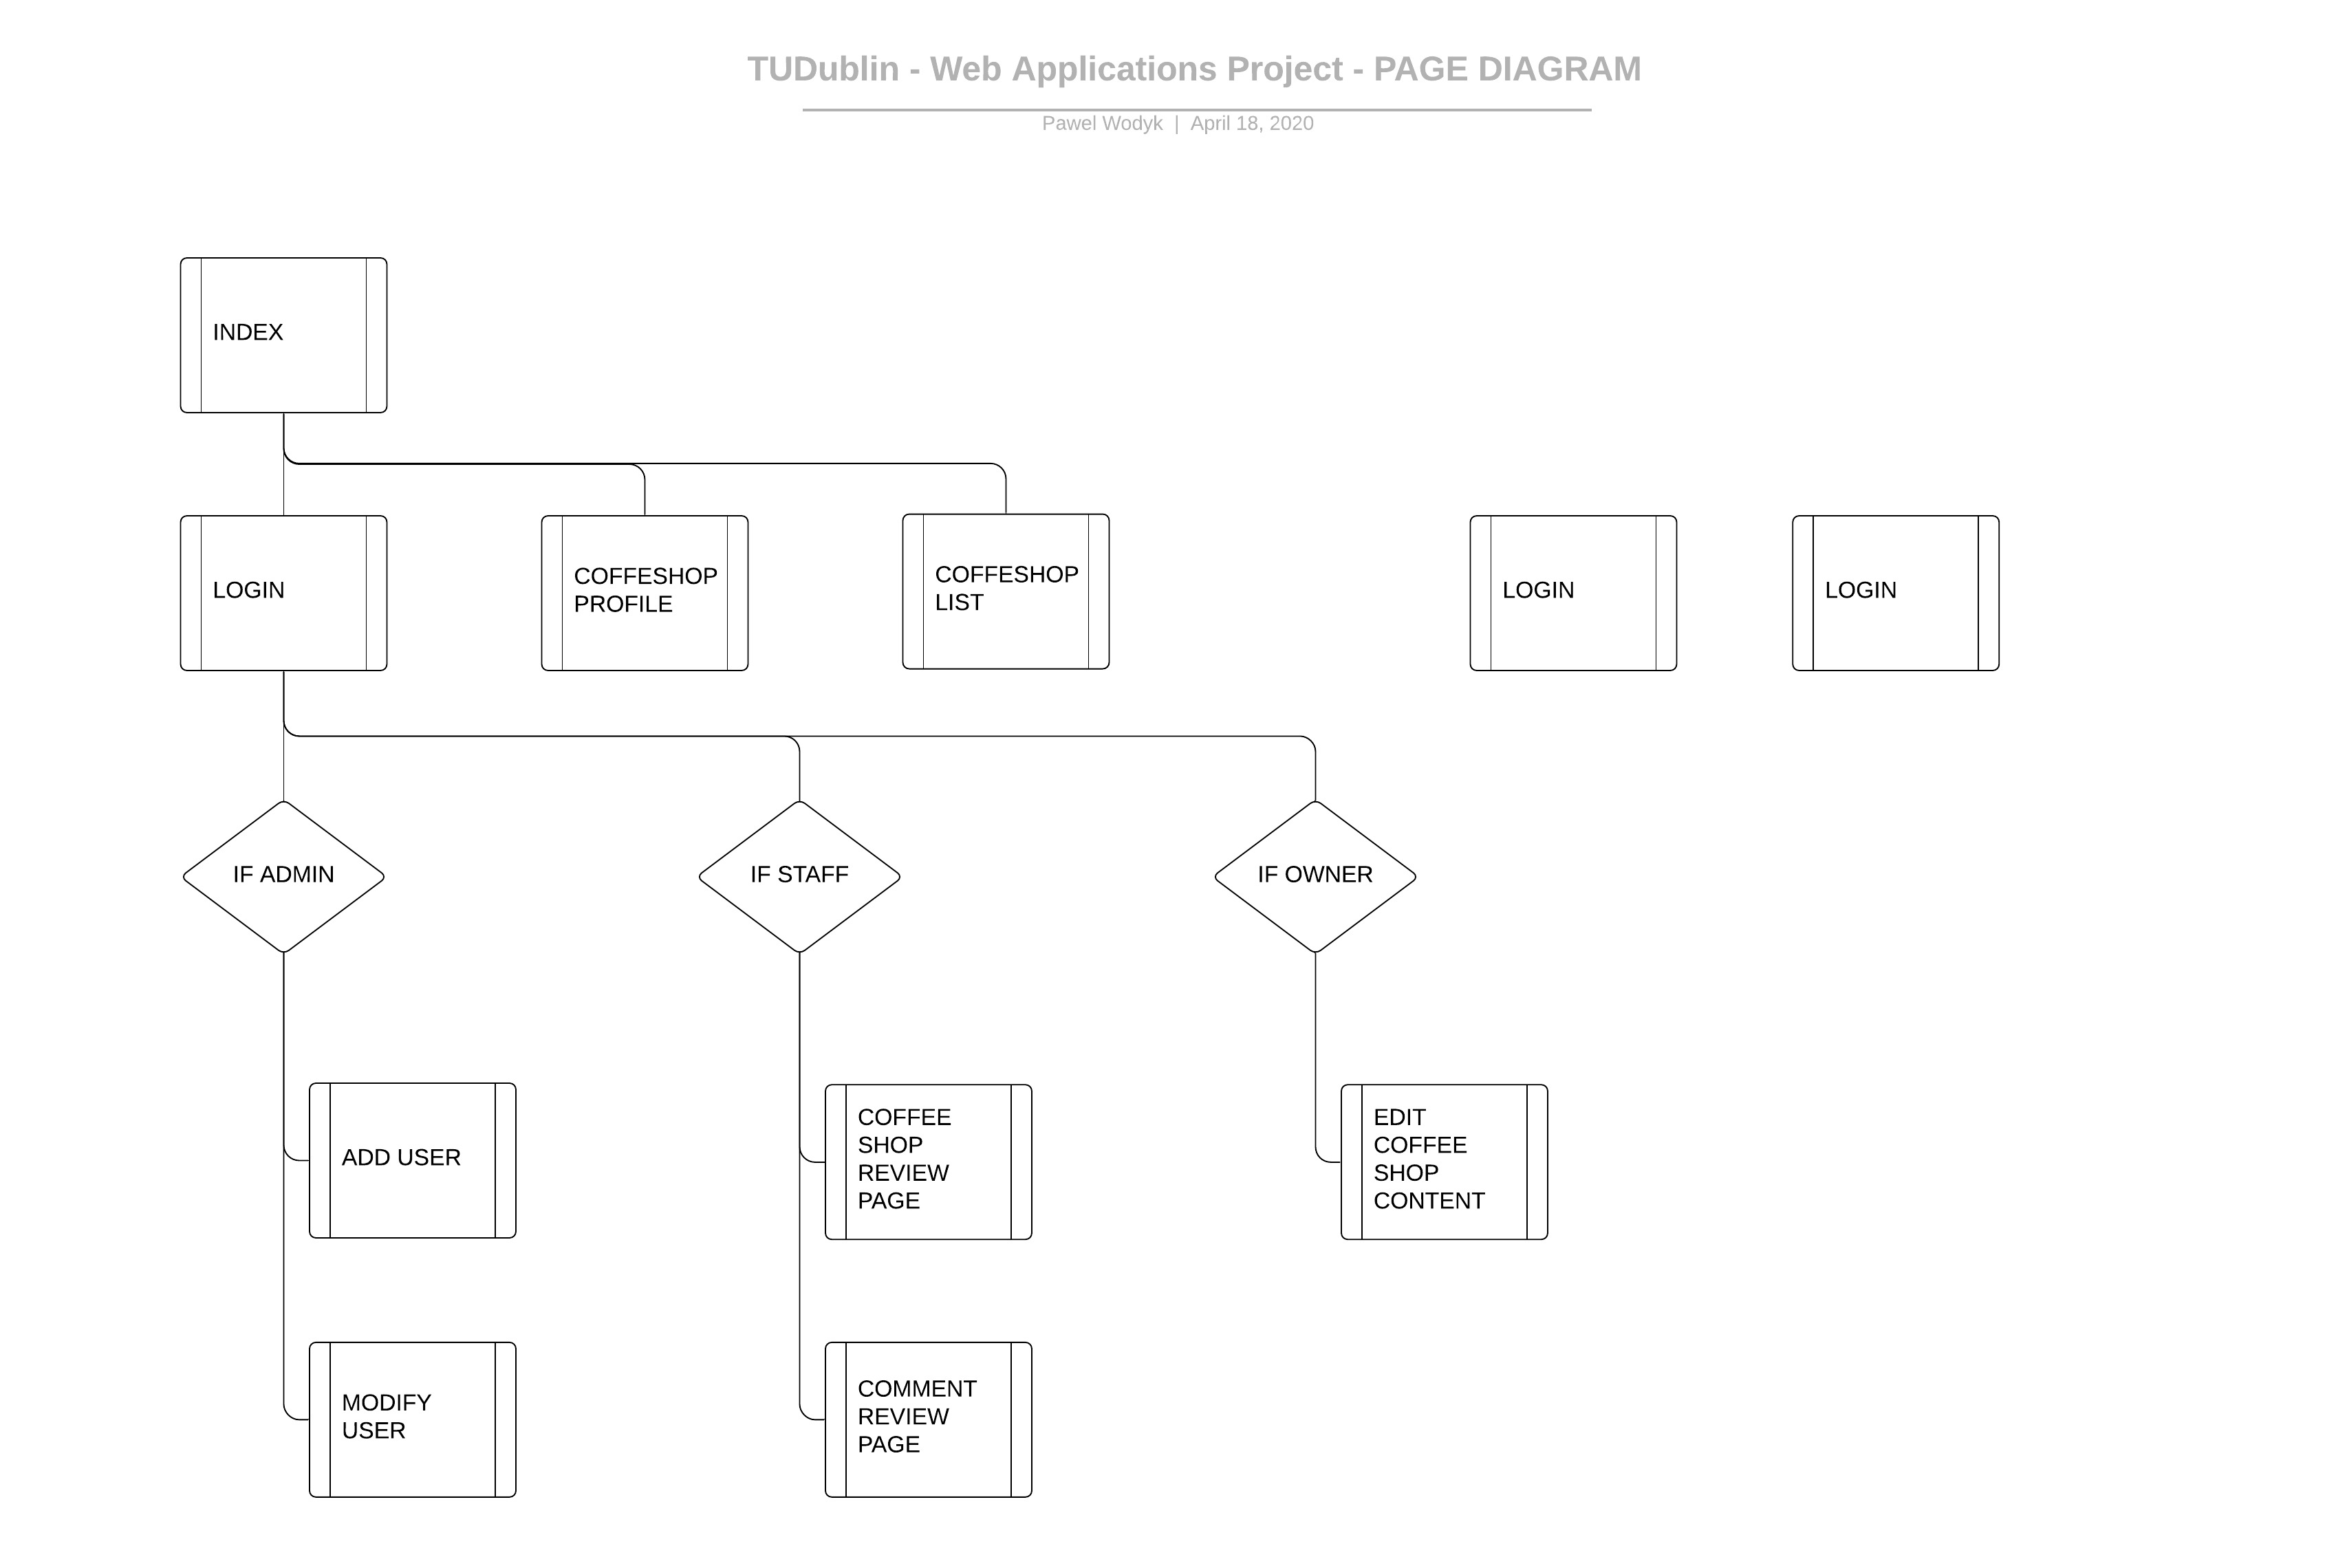 TUDublin - Web Applications Project - PAGE DIAGRAM
Pawel Wodyk | April 18, 2020
INDEX
LOGIN
COFFESHOP
PROFILE
COFFESHOP
LIST
LOGIN
LOGIN
IF ADMIN
IF STAFF
IF OWNER
ADD USER
COFFEE
SHOP
REVIEW
PAGE
EDIT
COFFEE
SHOP
CONTENT
MODIFY
USER
COMMENT
REVIEW
PAGE